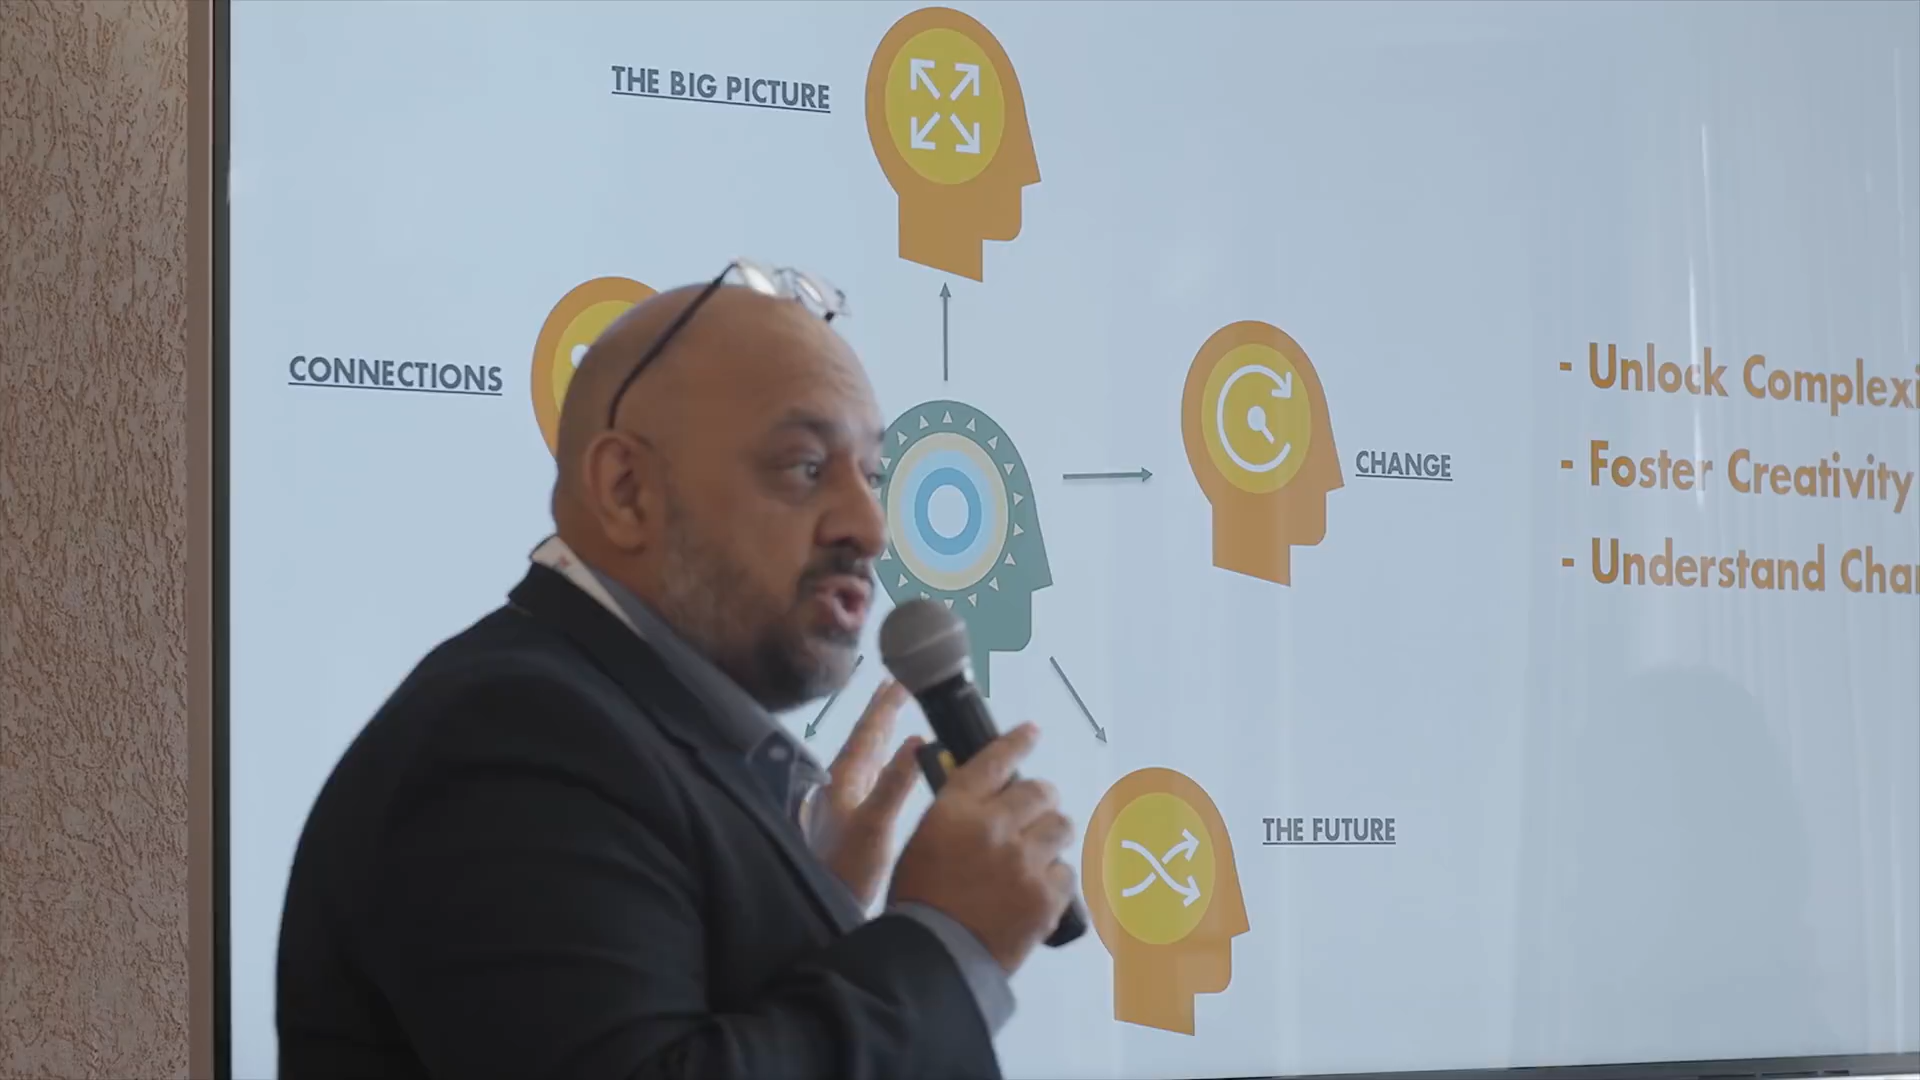 THE BIG PICTURE
CONNECTIONS
CHANGE
- Unlock
- Foster Creativity
- Understand
THE FUTURE